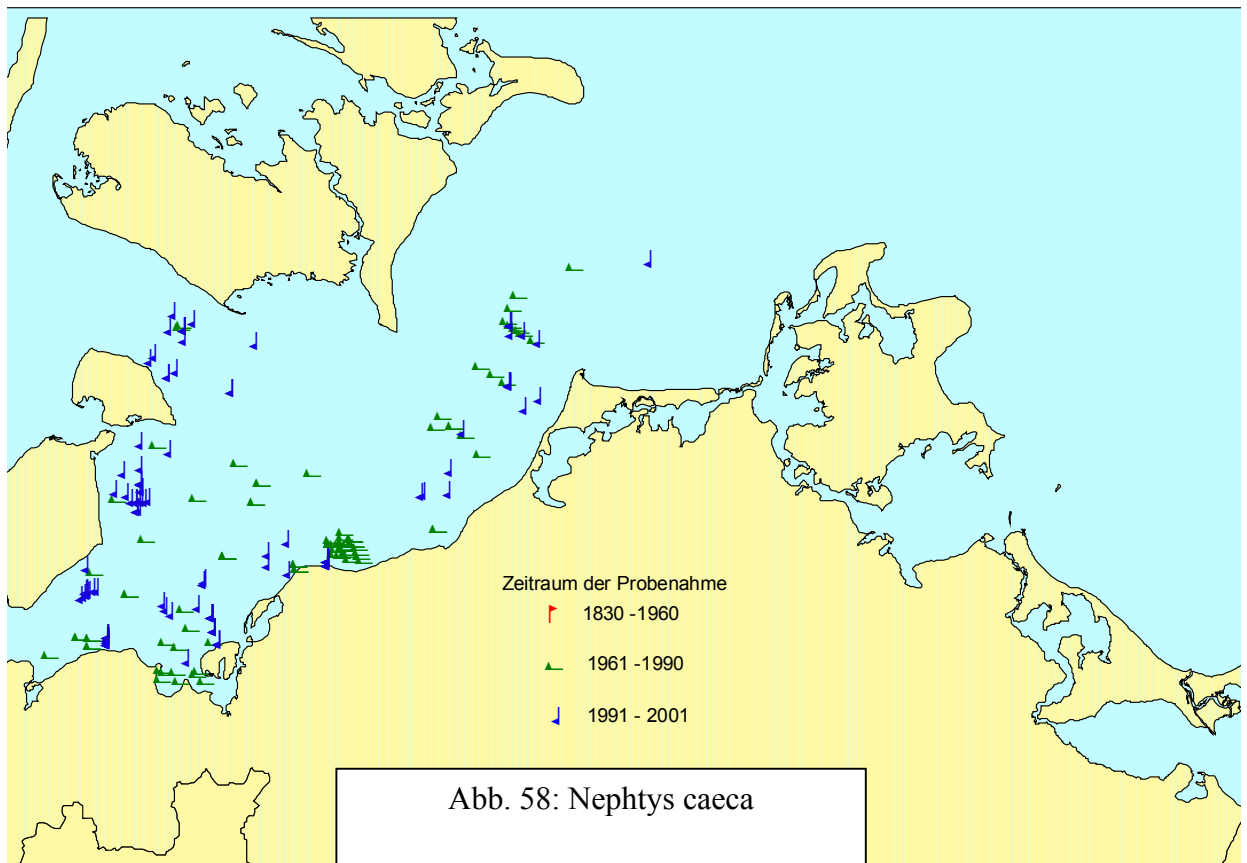 Zeitraum der Probenahme
1830 -1960
1961 -1990
1991 - 2001
Abb. 58: Nephtys caeca